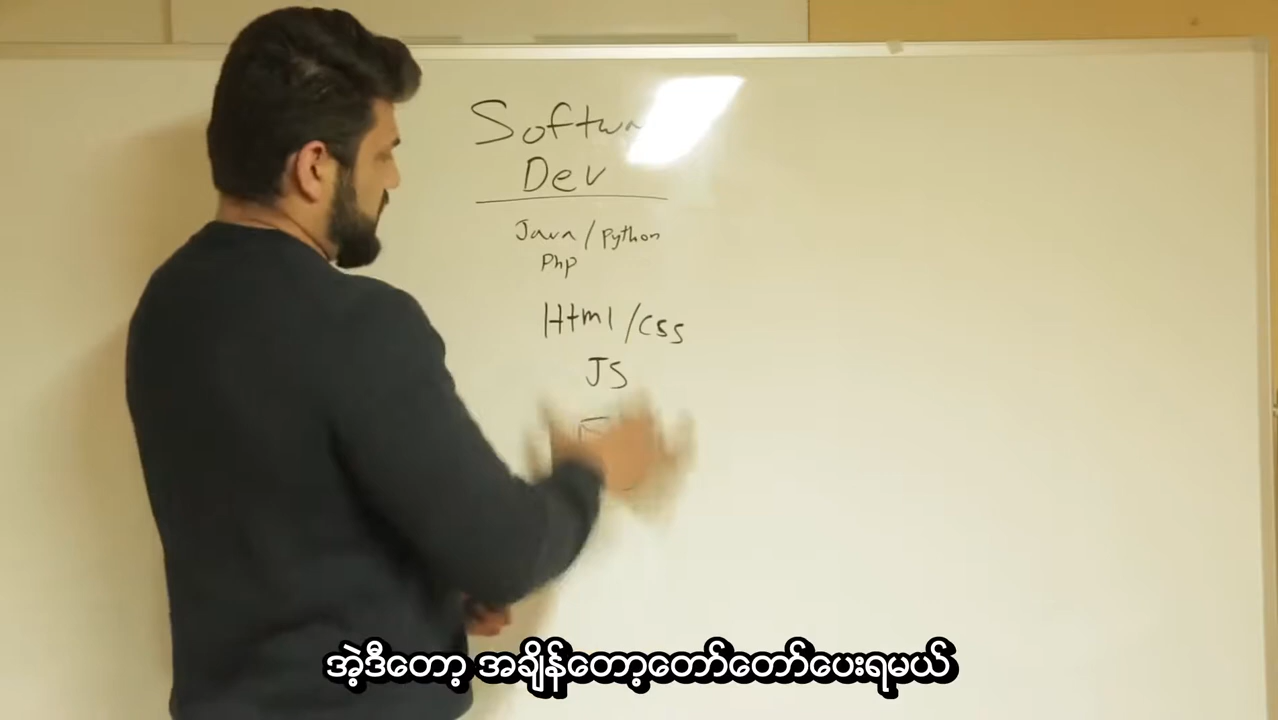 Dev
Java / Python
Php
Html / CSS
JS
အဲ့ဒီတော့ အချိန်တော့တော်တော်ပေးရမယ်